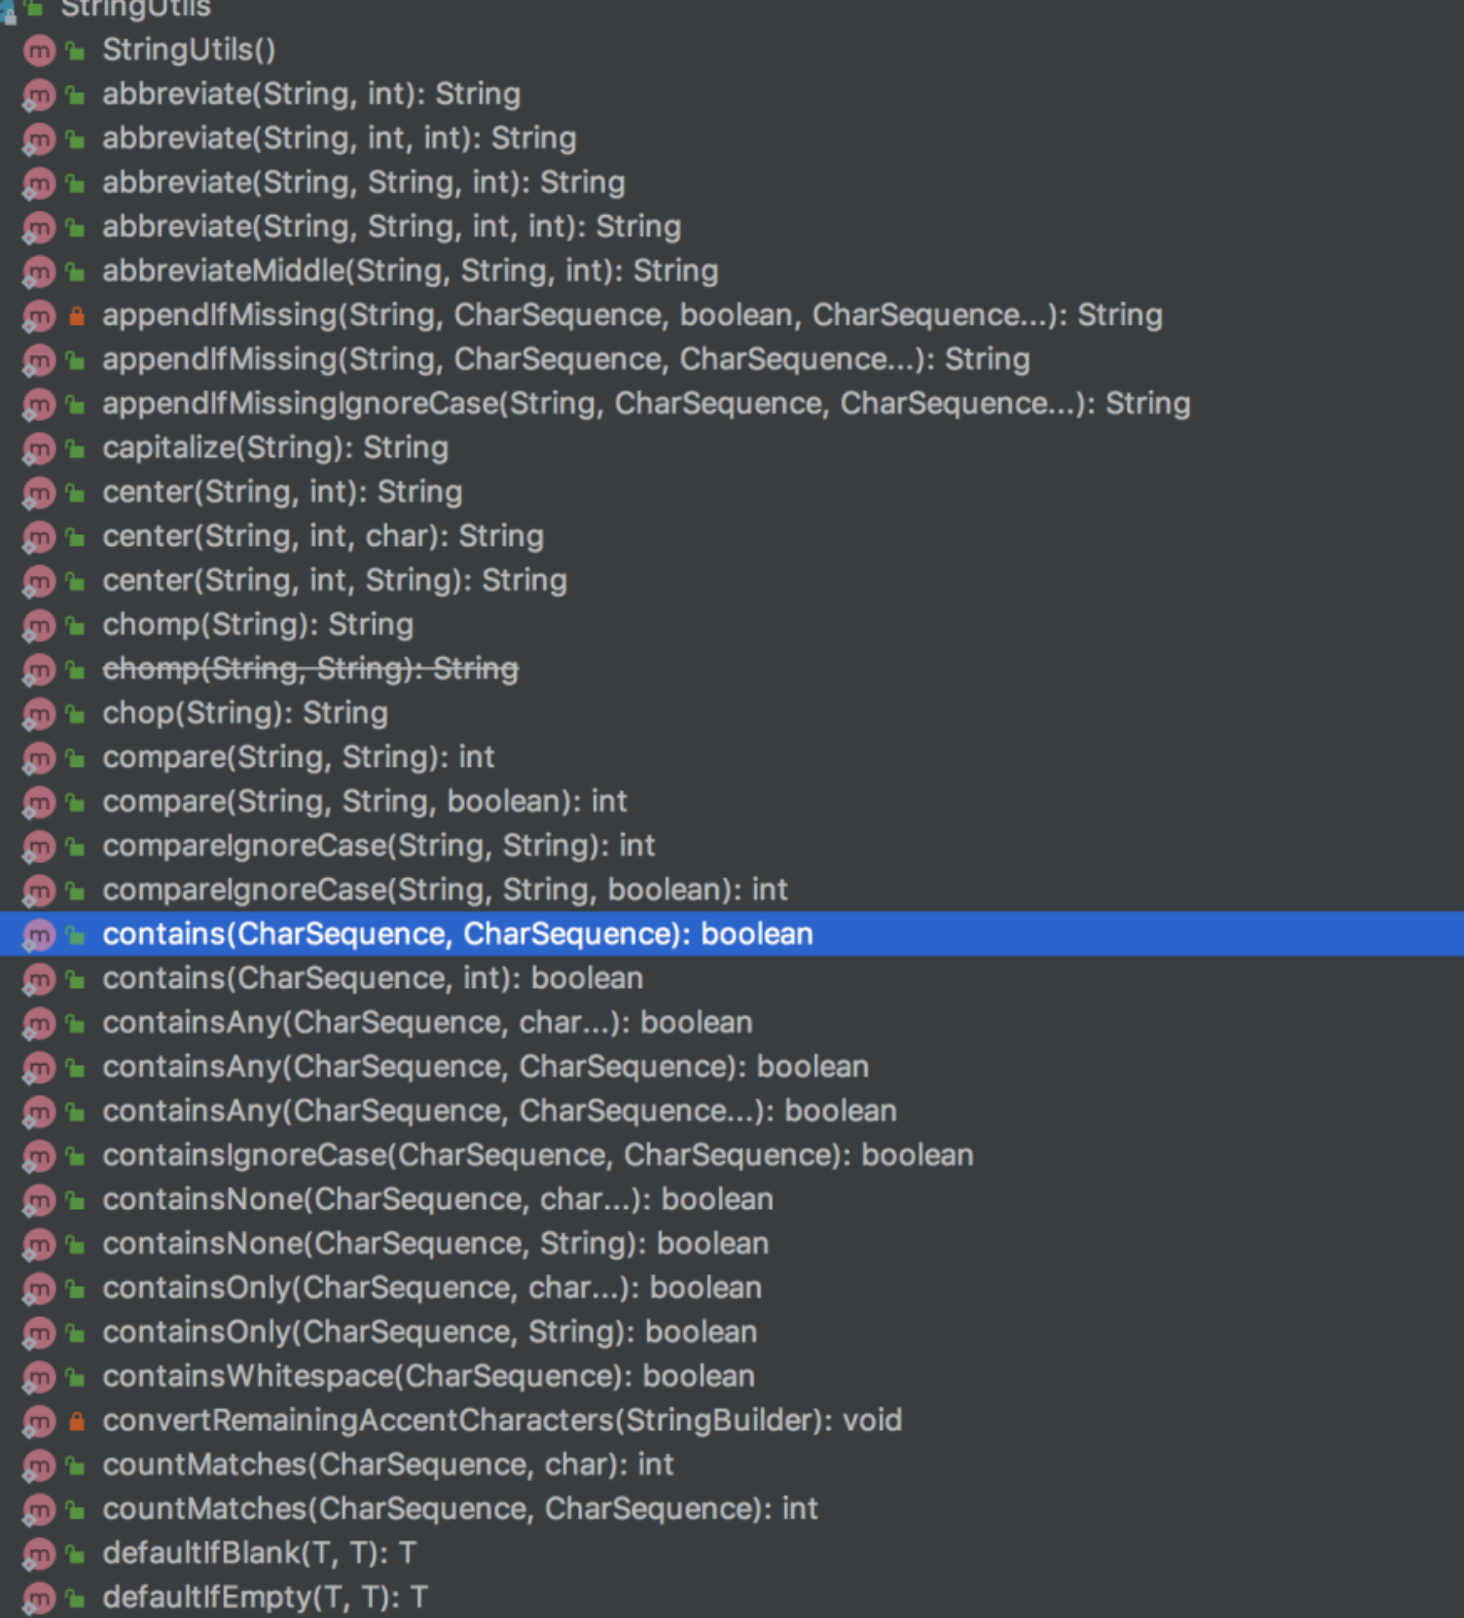 StringUtils
StringUtils()
abbreviate(String, int): String
abbreviate(String, int, int): String
abbreviate(String, String, int): String
abbreviate(String, String, int, int): String
abbreviateMiddle(String, String, int): String
appendIfMissing(String, CharSequence, boolean, CharSequence...): String
appendIfMissing(String, CharSequence, CharSequence...): String
appendIfMissingIgnoreCase(String, CharSequence, CharSequence...): String
capitalize(String): String
center(String, int): String
center(String, int, char): String
center(String, int, String): String
chomp(String): String
chomp(String, String): String
chop(String): String
compare(String, String): int
compare(String, String, boolean): int
compareIgnoreCase(String, String): int
compareIgnoreCase(String, String, boolean): int
contains(CharSequence, CharSequence): boolean
contains(CharSequence, int): boolean
containsAny(CharSequence, char...): boolean
containsAny(CharSequence, CharSequence): boolean
containsAny(CharSequence, CharSequence...): boolean
containsIgnoreCase(CharSequence, CharSequence): boolean
containsNone(CharSequence, char...): boolean
containsNone(CharSequence, String): boolean
containsOnly(CharSequence, char...): boolean
containsOnly(CharSequence, String): boolean
containsWhitespace(CharSequence): boolean
convertRemainingAccentCharacters(StringBuilder): void
countMatches(CharSequence, char): int
countMatches(CharSequence, CharSequence): int
defaultIfBlank(T, T): T
defaultIfEmpty(T, T): T